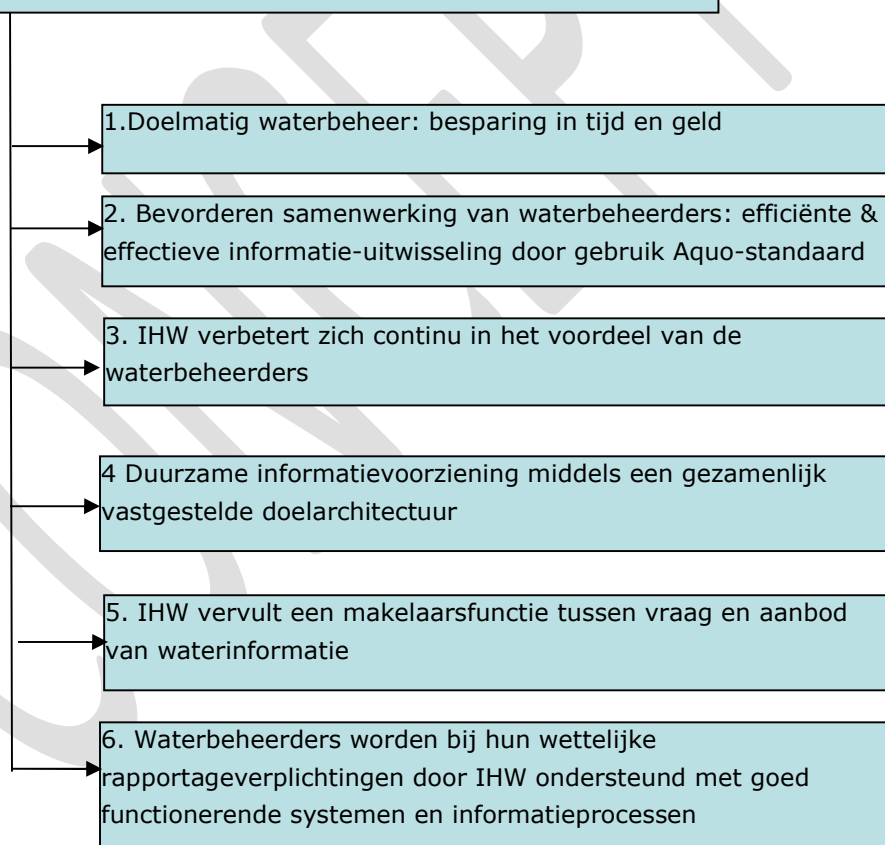 1.Doelmatig waterbeheer: besparing in tijd en geld
2. Bevorderen samenwerking van waterbeheerders: efficiënte &
effectieve informatie-uitwisseling door gebruik Aquo-standaard
3. IHW verbetert zich continu in het voordeel van de
waterbeheerders
4 Duurzame informatievoorziening middels een gezamenlijk
vastgestelde doelarchitectuur
5. IHW vervult een makelaarsfunctie tussen vraag en aanbod
van waterinformatie
6. Waterbeheerders worden bij hun wettelijke
rapportageverplichtingen door IHW ondersteund met goed
functionerende systemen en informatieprocessen